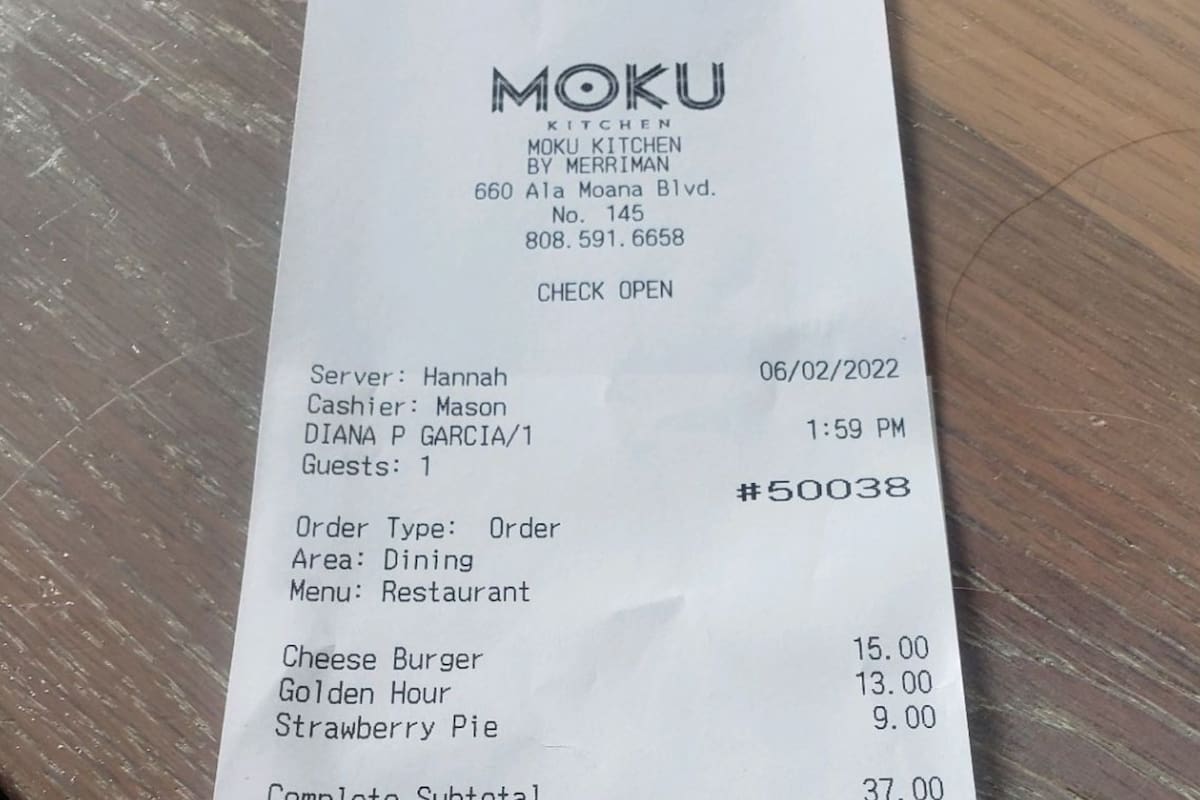 MOKU
KITCHEN
MOKU KITCHEN
BY MERRIMAN
660 Ala Moana Blvd.
No. 145
808.591.6658
CHECK OPEN
Server: Hannah 06/02/2022
Cashier: Mason
DIANA P GARCIA/1 1:59 PM
Guests: 1
#50038
Order Type: Order
Area: Dining
Menu: Restaurant
Cheese Burger 15.00
Golden Hour 13.00
Strawberry Pie 9.00
Complete Subtotal 37.00